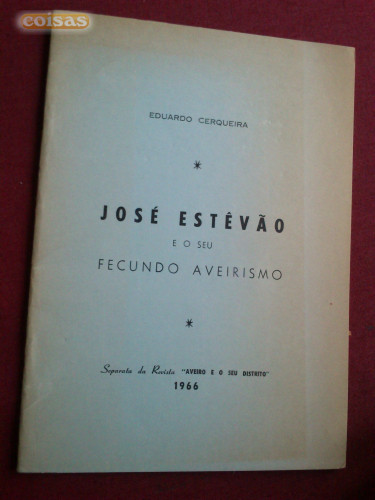 coisas
EDUARDO CERQUEIRA
*
JOSÉ ESTÊVÃO
E O SEU
FECUNDO AVEIRISMO
*
Separata da Revista "AVEIRO E O SEU DISTRITO"
1966